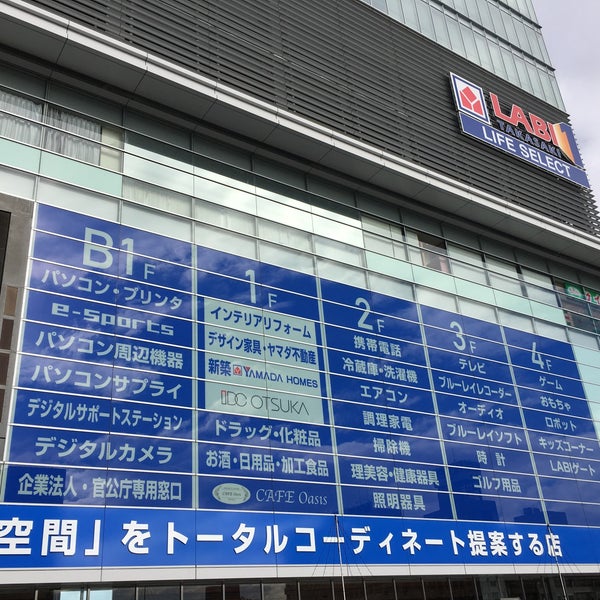 LABI
TAKASAKI
LIFE SELECT
B1F
パソコン・プリンタ
e-sports
パソコン周辺機器
パソコンサプライ
デジタルサポートステーション
デジタルカメラ
企業法人・官公庁専用窓口
1F
インテリアリフォーム
デザイン家具・ヤマダ不動産
新築 YAMADA HOMES
IDC OTSUKA
ドラッグ・化粧品
お酒・日用品・加工食品
CAFE Oasis
2F
携帯電話
冷蔵庫・洗濯機
エアコン
調理家電
掃除機
理美容・健康器具
照明器具
3F
テレビ
ブルーレイレコーダー
オーディオ
ブルーレイソフト
時計
ゴルフ用品
4F
ゲーム
おもちゃ
ロボット
キッズコーナー
LABIゲート
空間」をトータルコーディネート提案する店